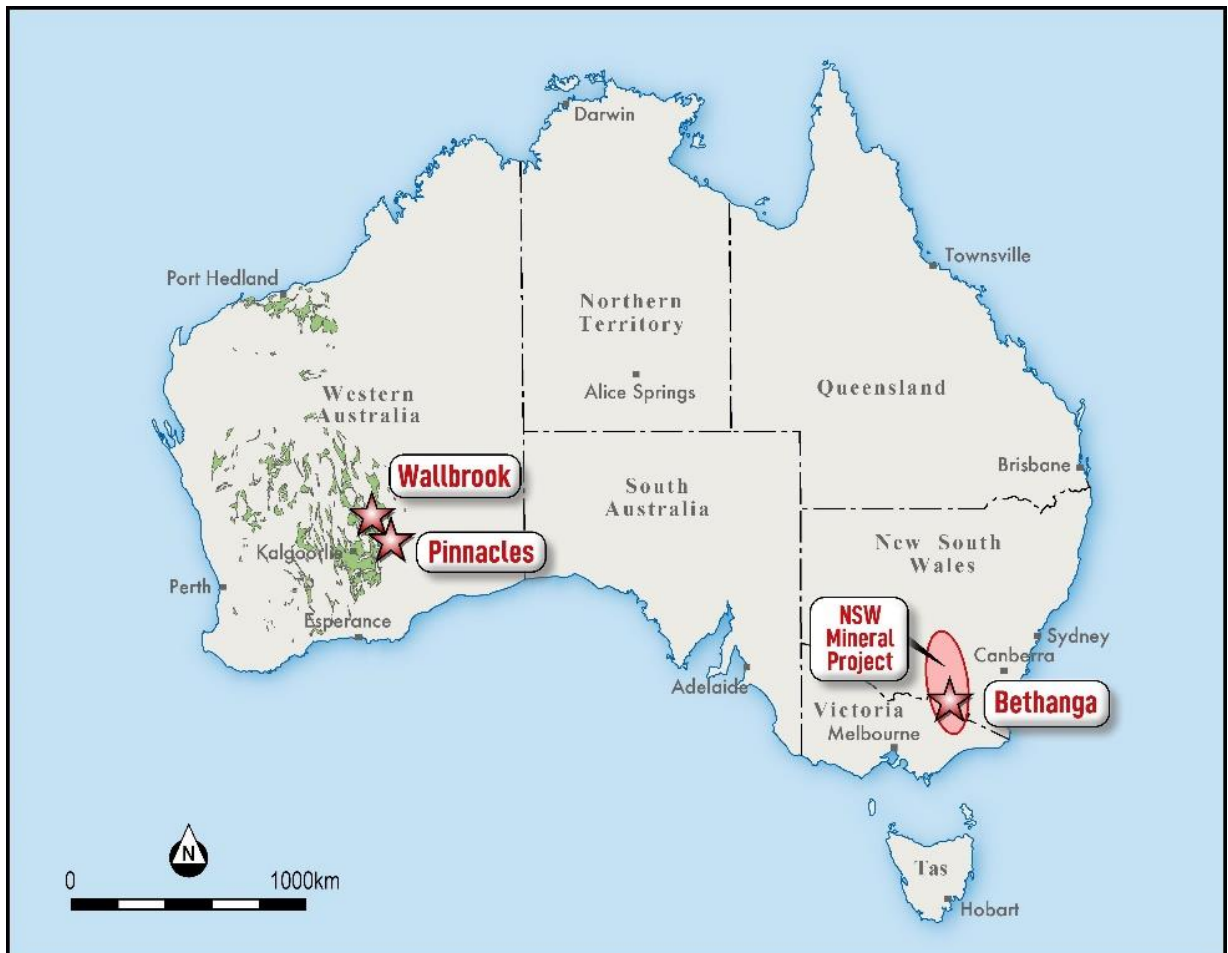 Darwin
Port Hedland
Townsville
Northern
Territory
Alice Springs
Queensland
Western
Australia
Brisbane
Wallbrook
South
Australia
Kalgoorlie
Pinnacles
New South
Wales
Perth
Esperance
NSW
Mineral
Project
Sydney
Canberra
Adelaide
Bethanga
Victoria
Melbourne
N
0 1000km
Tas
Hobart